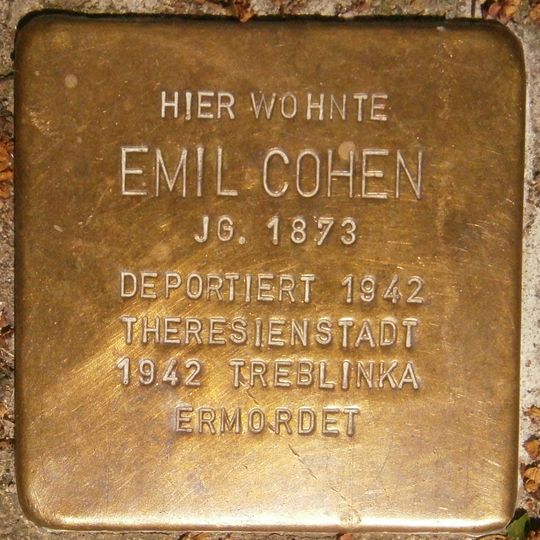 HIER WOHNTE
EMIL COHEN
JG. 1873
DEPORTIERT 1942
THERESIENSTADT
1942 TREBLINKA
ERMORDET